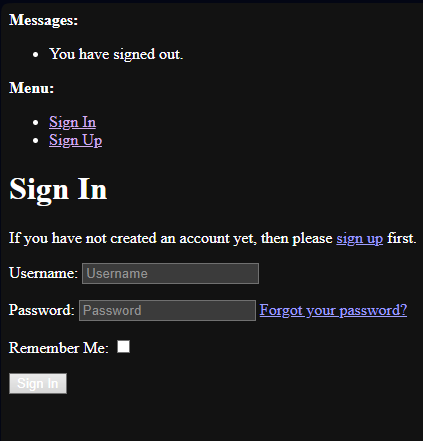 Messages:
You have signed out.
Menu:
Sign In
Sign Up
Sign In
If you have not created an account yet, then please sign up first.
Username: Username
Password: Password Forgot your password?
Remember Me:
Sign In